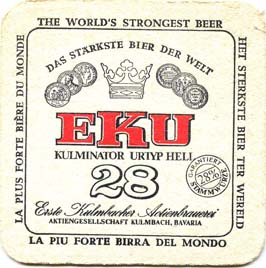 THE WORLD'S STRONGEST BEER
LA PLUS FORTE BIÈRE DU MONDE
HET STERKSTE BIER TER WERELD
DAS STÄRKSTE BIER DER WELT
EKU
KULMINATOR URTYP HELL
28
GARANTIERT
28%
STAMMWÜRZE
Erste Kulmbacher Actienbrauerei
AKTIENGESELLSCHAFT KULMBACH, BAVARIA
LA PIU FORTE BIRRA DEL MONDO